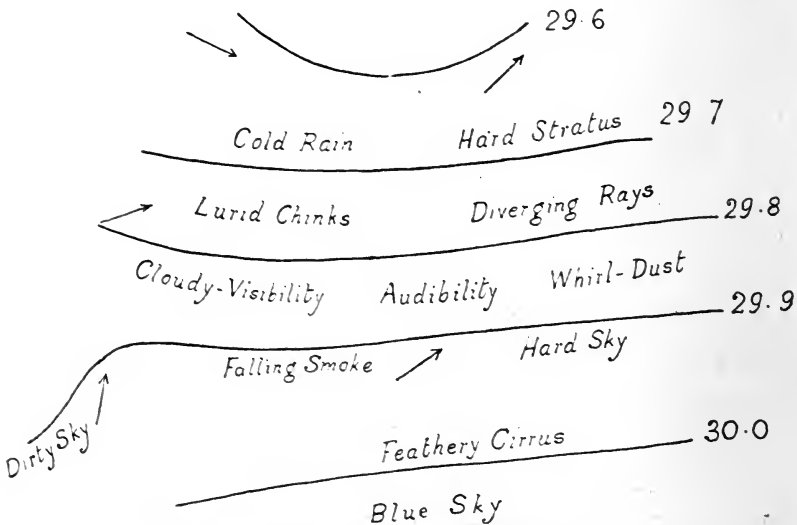 29.6
Cold Rain Hard Stratus 29 7
Lurid Chinks Diverging Rays 29.8
Cloudy-Visibility Audibility Whirl-Dust
29.9
Falling Smoke Hard Sky
Dirty Sky
Feathery Cirrus 30.0
Blue Sky